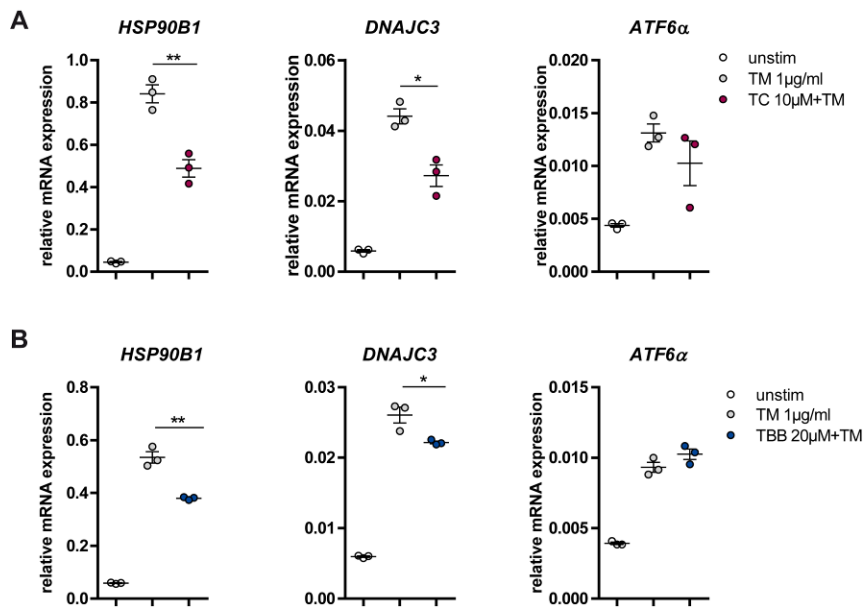 A
HSP90B1
DNAJC3
ATF6α
relative mRNA expression
1.0
0.8
0.6
0.4
0.2
0.0
**
relative mRNA expression
0.06
0.04
0.02
0.00
*
relative mRNA expression
0.020
0.015
0.010
0.005
0.000
unstim
TM 1µg/ml
TC 10µM+TM
B
HSP90B1
DNAJC3
ATF6α
relative mRNA expression
0.8
0.6
0.4
0.2
0.0
**
relative mRNA expression
0.03
0.02
0.01
0.00
*
relative mRNA expression
0.015
0.010
0.005
0.000
unstim
TM 1µg/ml
TBB 20µM+TM